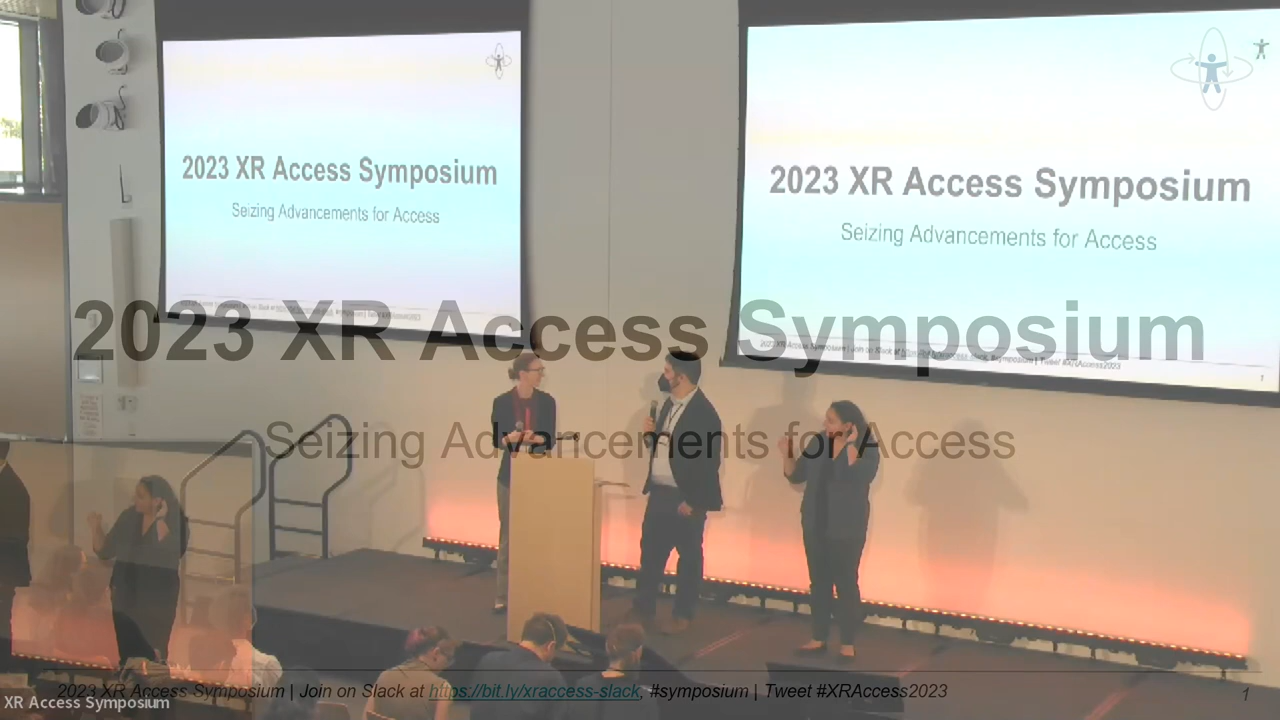 2023 XR Access Symposium
Seizing Advancements for Access
2023 XR Access Symposium
Seizing Advancements for Access
2023 XR Access Symposium
Seizing Advancements for Access
2023 XR Access Symposium | Join on Slack at https://bit.ly/xraccess-slack, #symposium | Tweet #XRAccess2023
1
XR Access Symposium